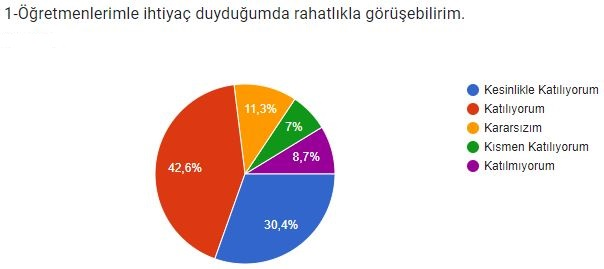 1-Öğretmenlerimle ihtiyaç duyduğumda rahatlıkla görüşebilirim.
Kesinlikle Katılıyorum
Katılıyorum
Kararsızım
Kısmen Katılıyorum
Katılmıyorum
11,3%
7%
8,7%
42,6%
30,4%